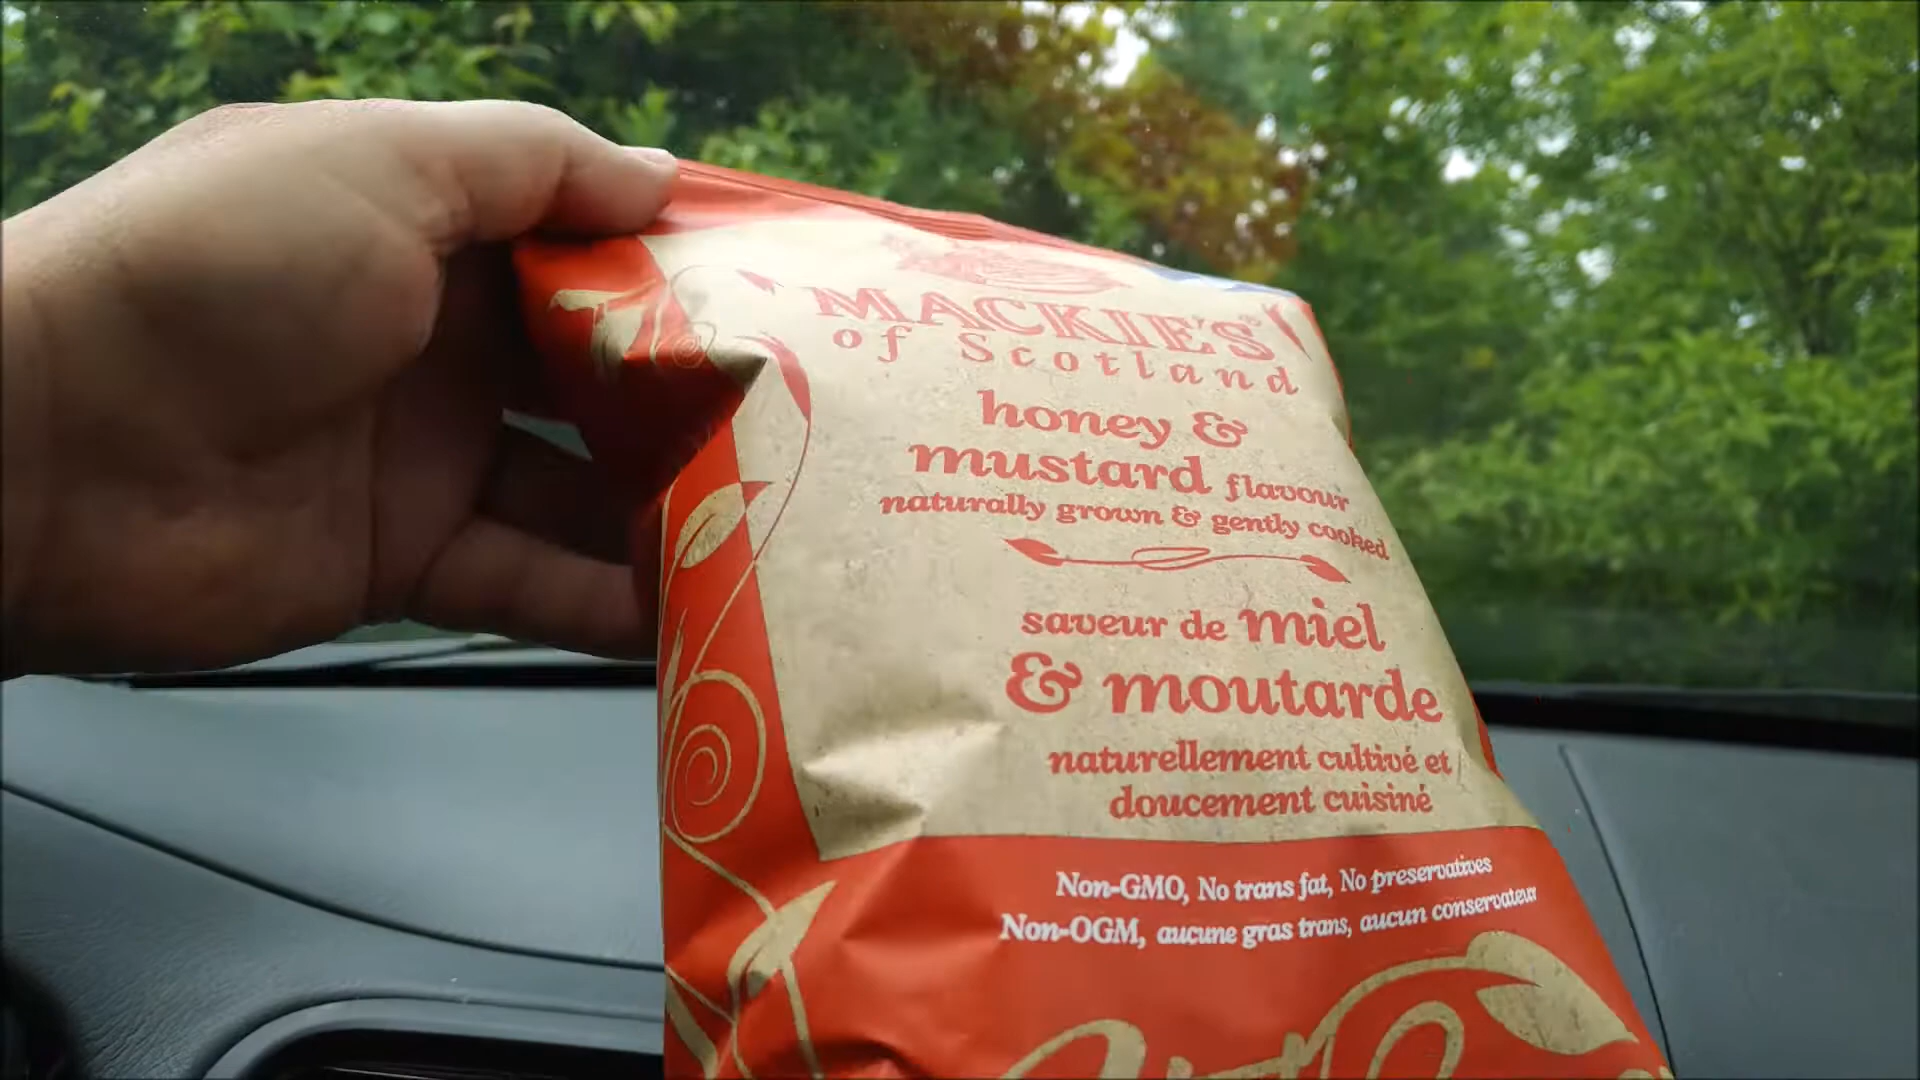 MACKIE'S®
of Scotland
honey &
mustard flavour
naturally grown & gently cooked
saveur de miel
& moutarde
naturellement cultivé et
doucement cuisiné
Non-GMO, No trans fat, No preservatives
Non-OGM, aucune gras trans, aucun conservateur